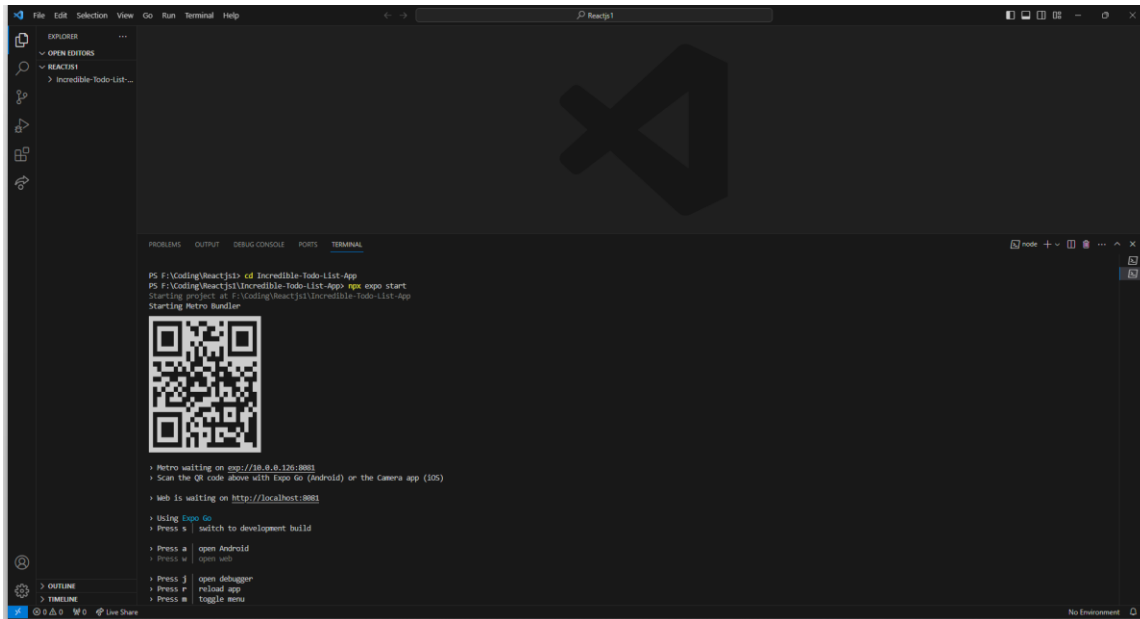 File Edit Selection View Go Run Terminal Help
Reactjs1
EXPLORER
OPEN EDITORS
REACTJS1
Incredible-Todo-List-...
PROBLEMS OUTPUT DEBUG CONSOLE PORTS TERMINAL
node
PS F:\Coding\Reactjs1> cd Incredible-Todo-List-App
PS F:\Coding\Reactjs1\Incredible-Todo-List-App> npx expo start
Starting project at F:\Coding\Reactjs1\Incredible-Todo-List-App
Starting Metro Bundler
› Metro waiting on exp://10.0.0.126:8081
› Scan the QR code above with Expo Go (Android) or the Camera app (iOS)
› Web is waiting on http://localhost:8081
› Using Expo Go
› Press s │ switch to development build
› Press a │ open Android
› Press w │ open web
› Press j │ open debugger
› Press r │ reload app
› Press m │ toggle menu
OUTLINE
TIMELINE
0 0 0 Live Share
No Environment